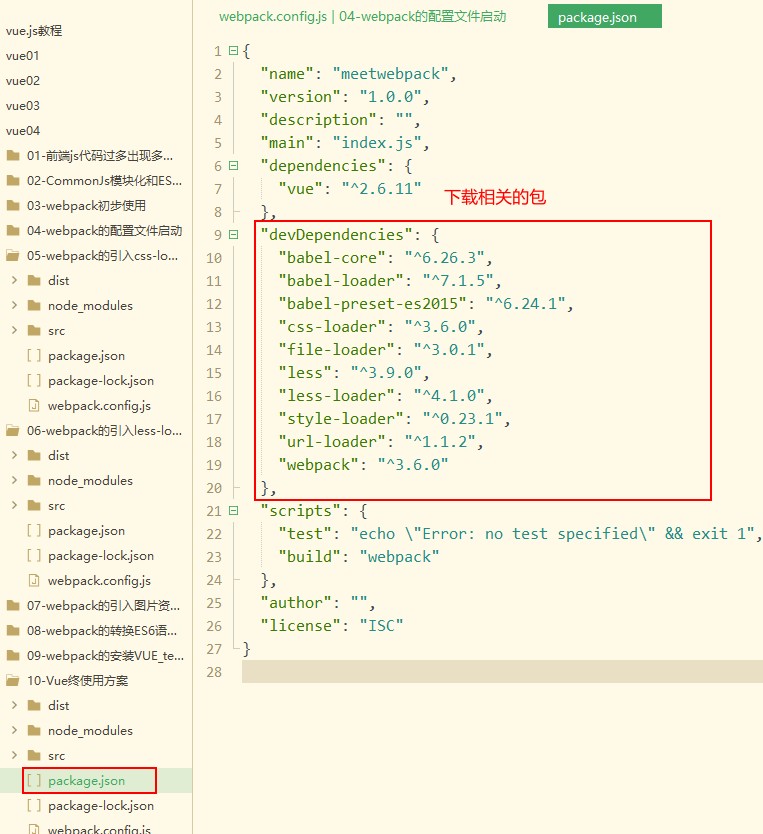 vue.js教程
vue01
vue02
vue03
vue04
01-前端js代码过多出现多...
02-CommonJs模块化和ES...
03-webpack初步使用
04-webpack的配置文件启动
05-webpack的引入css-lo...
dist
node_modules
src
package.json
package-lock.json
webpack.config.js
06-webpack的引入less-lo...
dist
node_modules
src
package.json
package-lock.json
webpack.config.js
07-webpack的引入图片资...
08-webpack的转换ES6语...
09-webpack的安装VUE_te...
10-Vue终使用方案
dist
node_modules
src
package.json
package-lock.json
webpack.config.js
webpack.config.js | 04-webpack的配置文件启动
package.json
1 {
2 "name": "meetwebpack",
3 "version": "1.0.0",
4 "description": "",
5 "main": "index.js",
6 "dependencies": {
7 "vue": "^2.6.11"
下载相关的包
8 },
9 "devDependencies": {
10 "babel-core": "^6.26.3",
11 "babel-loader": "^7.1.5",
12 "babel-preset-es2015": "^6.24.1",
13 "css-loader": "^3.6.0",
14 "file-loader": "^3.0.1",
15 "less": "^3.9.0",
16 "less-loader": "^4.1.0",
17 "style-loader": "^0.23.1",
18 "url-loader": "^1.1.2",
19 "webpack": "^3.6.0"
20 },
21 "scripts": {
22 "test": "echo \"Error: no test specified\" && exit 1",
23 "build": "webpack"
24 },
25 "author": "",
26 "license": "ISC"
27 }
28